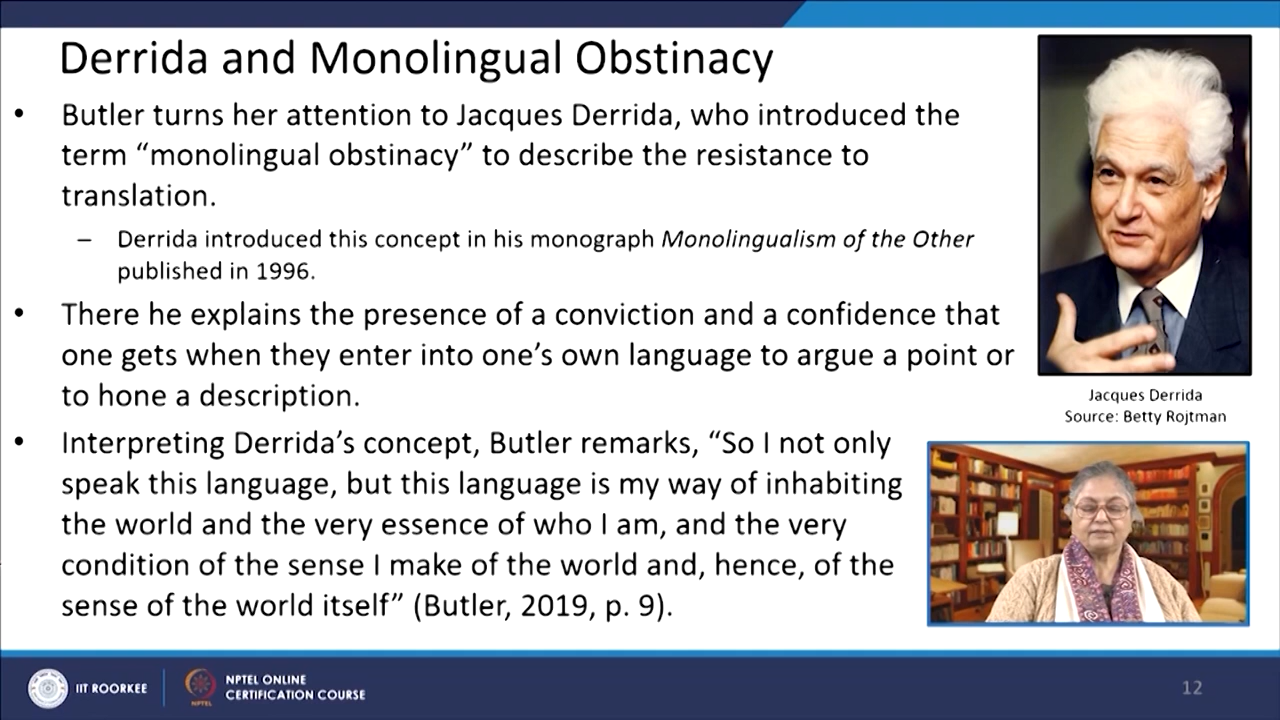 Derrida and Monolingual Obstinacy
• Butler turns her attention to Jacques Derrida, who introduced the
term “monolingual obstinacy” to describe the resistance to
translation.
– Derrida introduced this concept in his monograph Monolingualism of the Other
published in 1996.
• There he explains the presence of a conviction and a confidence that
one gets when they enter into one’s own language to argue a point or
to hone a description.
• Interpreting Derrida’s concept, Butler remarks, “So I not only
speak this language, but this language is my way of inhabiting
the world and the very essence of who I am, and the very
condition of the sense I make of the world and, hence, of the
sense of the world itself” (Butler, 2019, p. 9).
Jacques Derrida
Source: Betty Rojtman
IIT ROORKEE
NPTEL
NPTEL ONLINE
CERTIFICATION COURSE
12